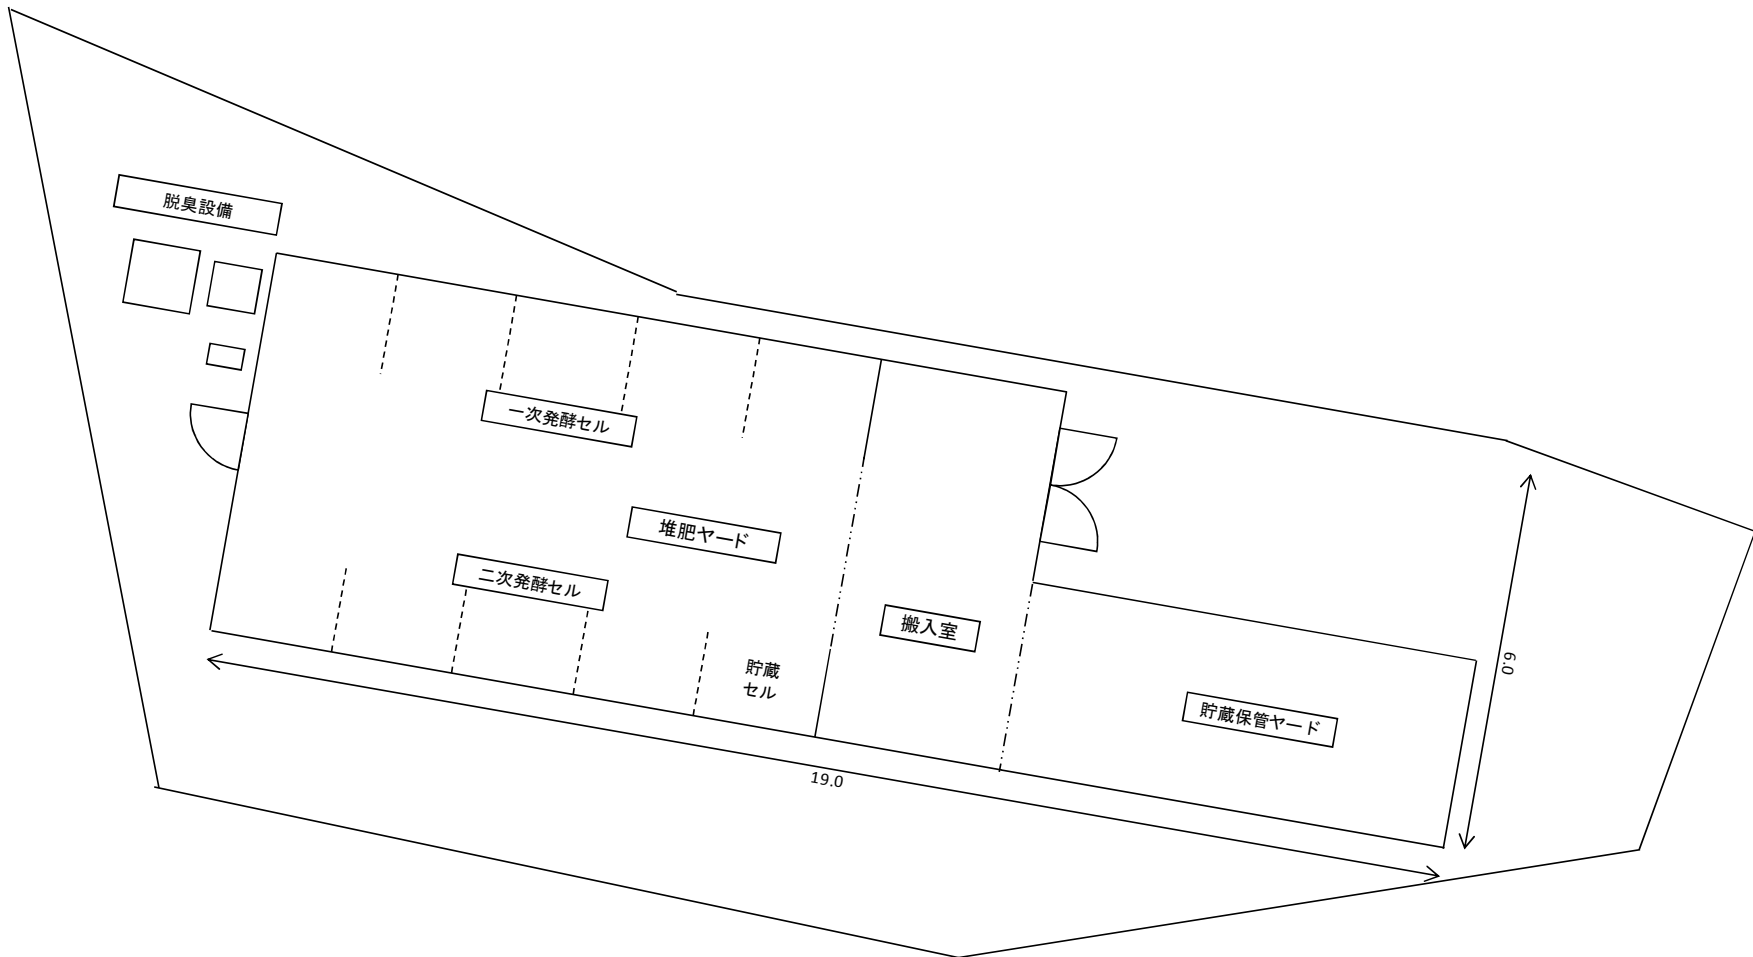 脱臭設備
一次発酵セル
堆肥ヤード
二次発酵セル
搬入室
貯蔵
セル
貯蔵保管ヤード
6.0
19.0